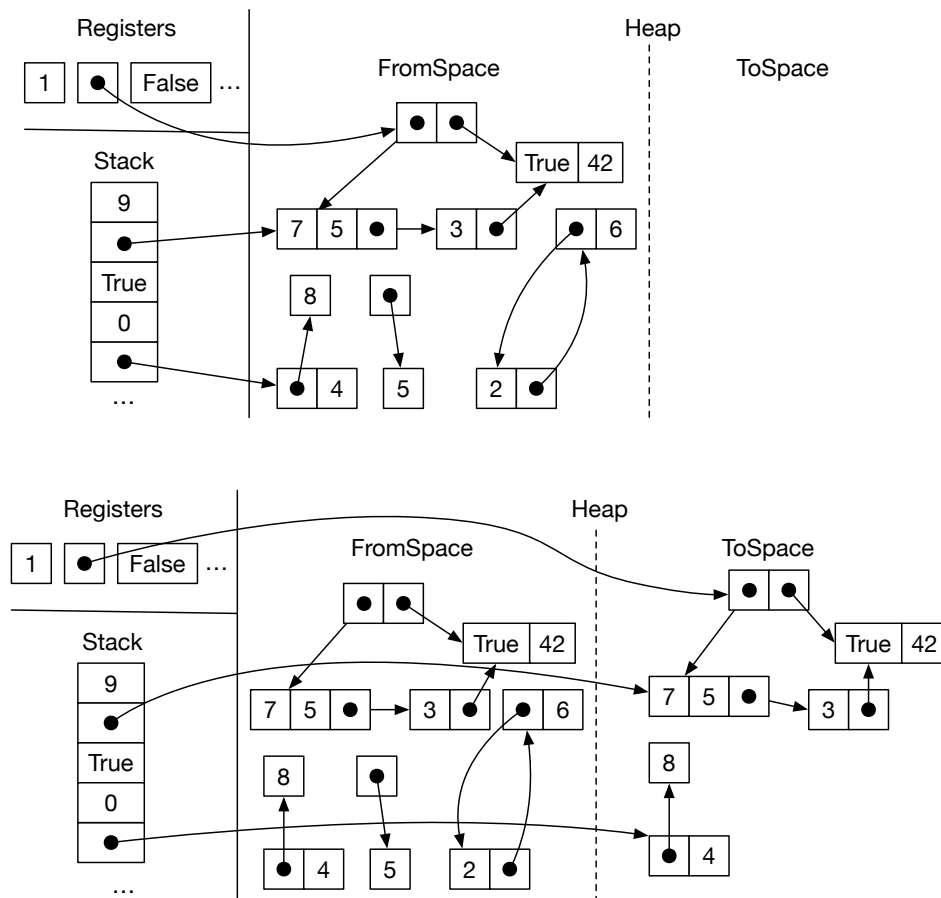 Registers
Heap
FromSpace
ToSpace
1
False
...
Stack
True 42
9
7 5
3
6
True
8
0
4
5
2
...
Registers
Heap
FromSpace
ToSpace
1
False
...
Stack
True 42
True 42
9
7 5
3
6
7 5
3
True
8
8
0
4
5
2
4
...